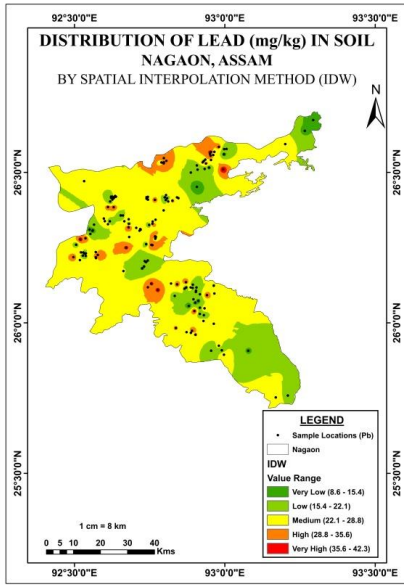 92°30'0"E 93°0'0"E 93°30'0"E
DISTRIBUTION OF LEAD (mg/kg) IN SOIL
NAGAON, ASSAM
BY SPATIAL INTERPOLATION METHOD (IDW)
N
26°30'0"N 26°30'0"N
26°0'0"N 26°0'0"N
25°30'0"N 25°30'0"N
LEGEND
Sample Locations (Pb)
Nagaon
IDW
Value Range
Very Low (8.6 - 15.4)
Low (15.4 - 22.1)
Medium (22.1 - 28.8)
High (28.8 - 35.6)
Very High (35.6 - 42.3)
1 cm = 8 km
0 5 10 20 30 40
Kms
92°30'0"E 93°0'0"E 93°30'0"E